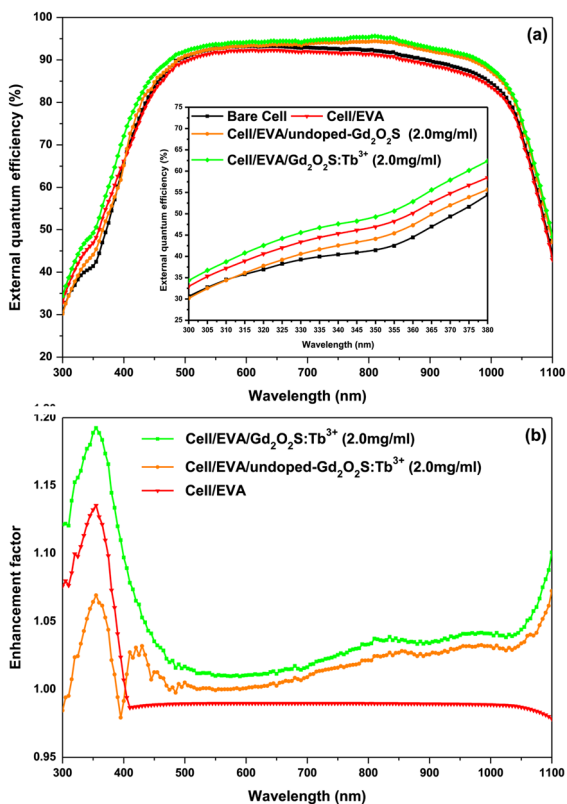 (a)
External quantum efficiency (%)
100
90
80
70
60
50
40
30
20
Bare Cell Cell/EVA
Cell/EVA/undoped-Gd₂O₂S (2.0mg/ml)
Cell/EVA/Gd₂O₂S:Tb³⁺ (2.0mg/ml)
External quantum efficiency (%)
75
70
65
60
55
50
45
40
35
30
25
300 305 310 315 320 325 330 335 340 345 350 355 360 365 370 375 380
Wavelength (nm)
300 400 500 600 700 800 900 1000 1100
Wavelength (nm)
(b)
Enhancement factor
1.20
1.15
1.10
1.05
1.00
0.95
Cell/EVA/Gd₂O₂S:Tb³⁺ (2.0mg/ml)
Cell/EVA/undoped-Gd₂O₂S:Tb³⁺ (2.0mg/ml)
Cell/EVA
300 400 500 600 700 800 900 1000 1100
Wavelength (nm)